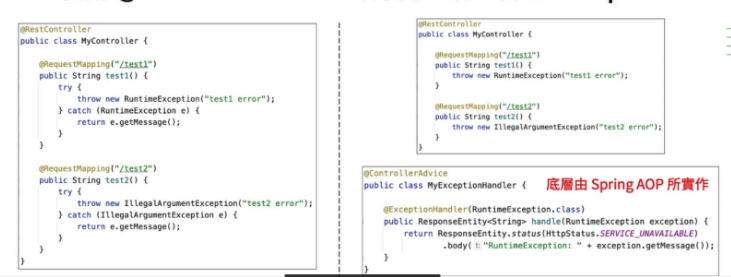 @RestController
public class MyController {
@RequestMapping("/test1")
public String test1() {
try {
throw new RuntimeException("test1 error");
} catch (RuntimeException e) {
return e.getMessage();
}
}
@RequestMapping("/test2")
public String test2() {
try {
throw new IllegalArgumentException("test2 error");
} catch (IllegalArgumentException e) {
return e.getMessage();
}
}
}
@RestController
public class MyController {
@RequestMapping("/test1")
public String test1() {
throw new RuntimeException("test1 error");
}
@RequestMapping("/test2")
public String test2() {
throw new IllegalArgumentException("test2 error");
}
}
@ControllerAdvice
public class MyExceptionHandler {
底層由 Spring AOP 所實作
@ExceptionHandler(RuntimeException.class)
public ResponseEntity<String> handle(RuntimeException exception) {
return ResponseEntity.status(HttpStatus.SERVICE_UNAVAILABLE)
.body("RuntimeException: " + exception.getMessage());
}
}